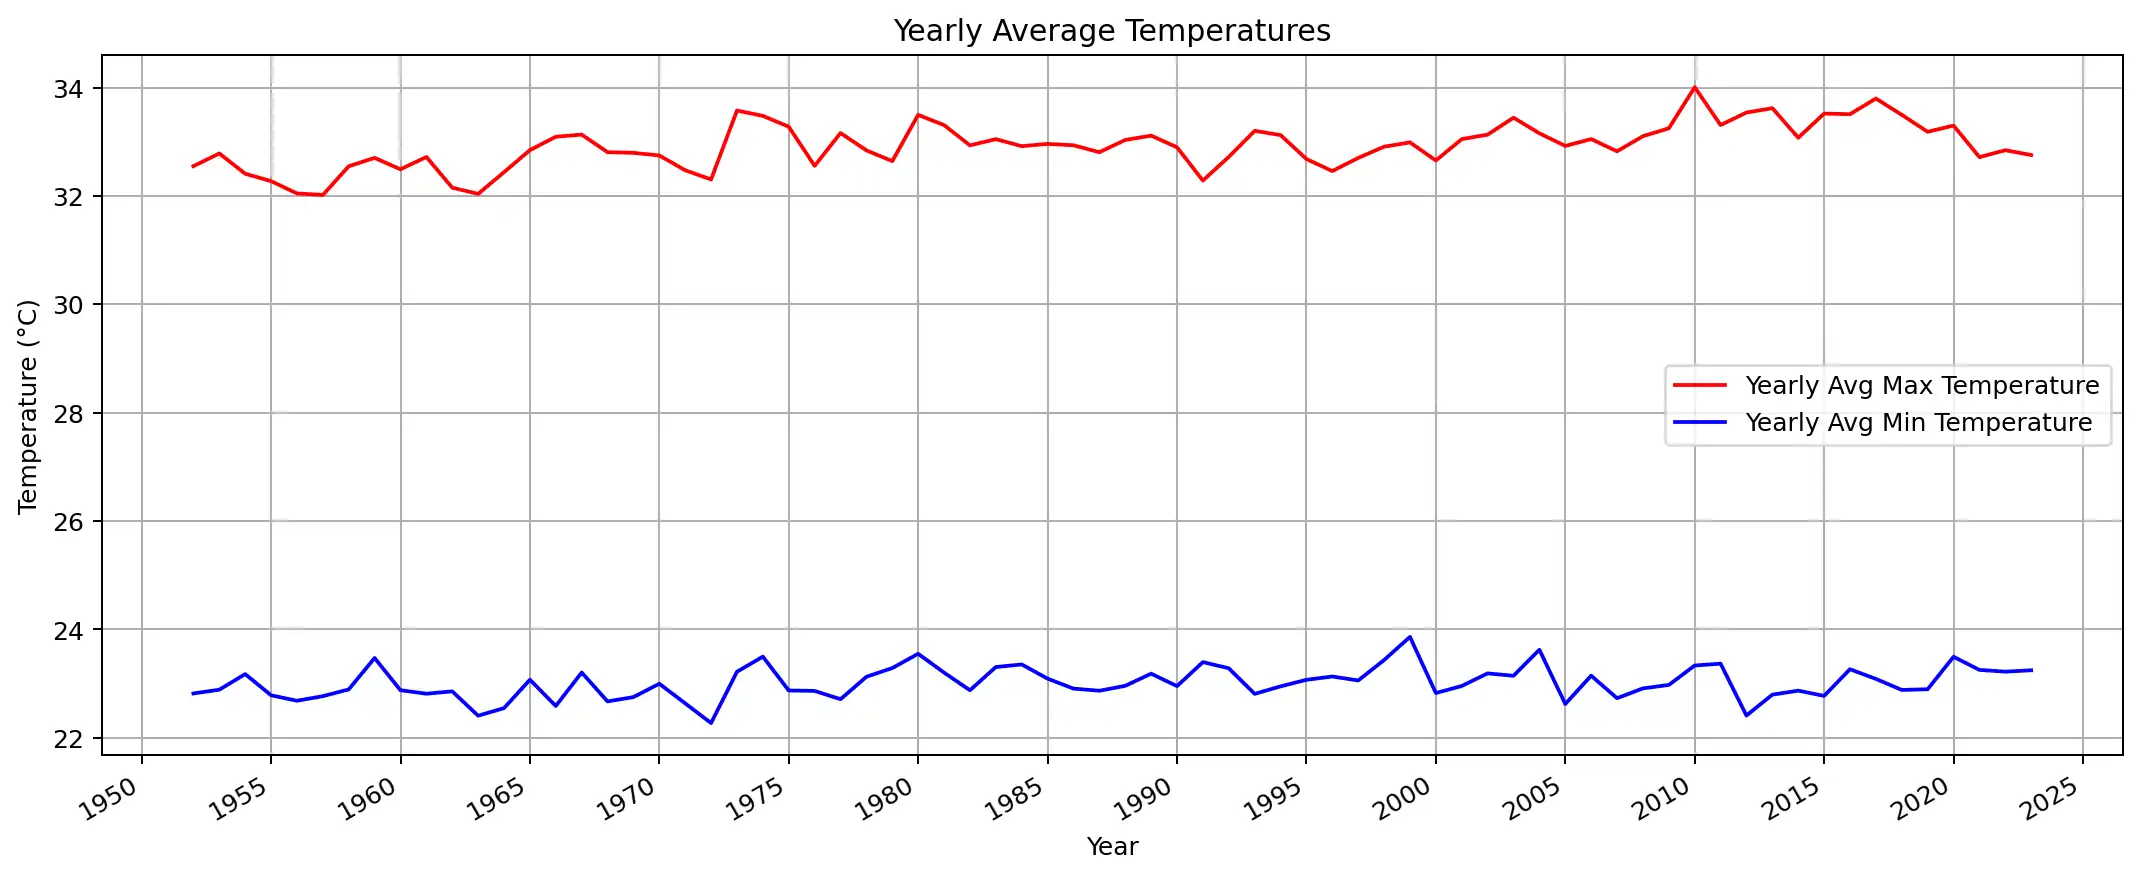 Yearly Average Temperatures
34
32
30
28
26
24
22
Temperature (°C)
Yearly Avg Max Temperature
Yearly Avg Min Temperature
1950 1955 1960 1965 1970 1975 1980 1985 1990 1995 2000 2005 2010 2015 2020 2025
Year